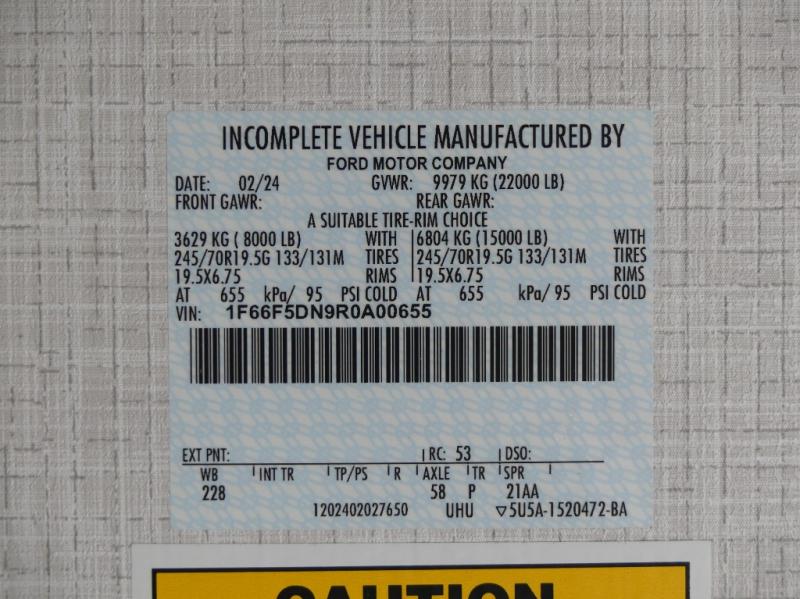 INCOMPLETE VEHICLE MANUFACTURED BY
FORD MOTOR COMPANY
DATE: 02/24 GVWR: 9979 KG (22000 LB)
FRONT GAWR: REAR GAWR:
A SUITABLE TIRE-RIM CHOICE
3629 KG ( 8000 LB) WITH 6804 KG (15000 LB) WITH
245/70R19.5G 133/131M TIRES 245/70R19.5G 133/131M TIRES
19.5X6.75 RIMS 19.5X6.75 RIMS
AT 655 kPa/ 95 PSI COLD AT 655 kPa/ 95 PSI COLD
VIN: 1F66F5DN9R0A00655
EXT PNT: RC: 53 DSO:
WB INT TR TP/PS R AXLE TR SPR
228 58 P 21AA
1202402027650 UHU ▽5U5A-1520472-BA
CAUTION